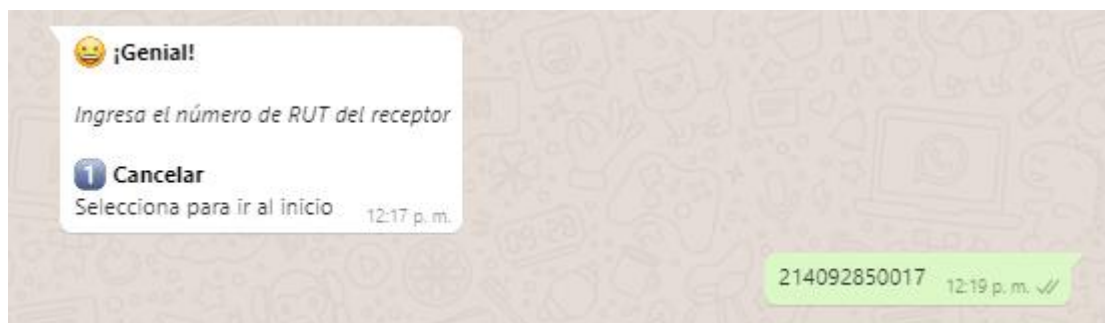 😀 ¡Genial!
Ingresa el número de RUT del receptor
1️⃣ Cancelar
Selecciona para ir al inicio 12:17 p. m.
214092850017 12:19 p. m.